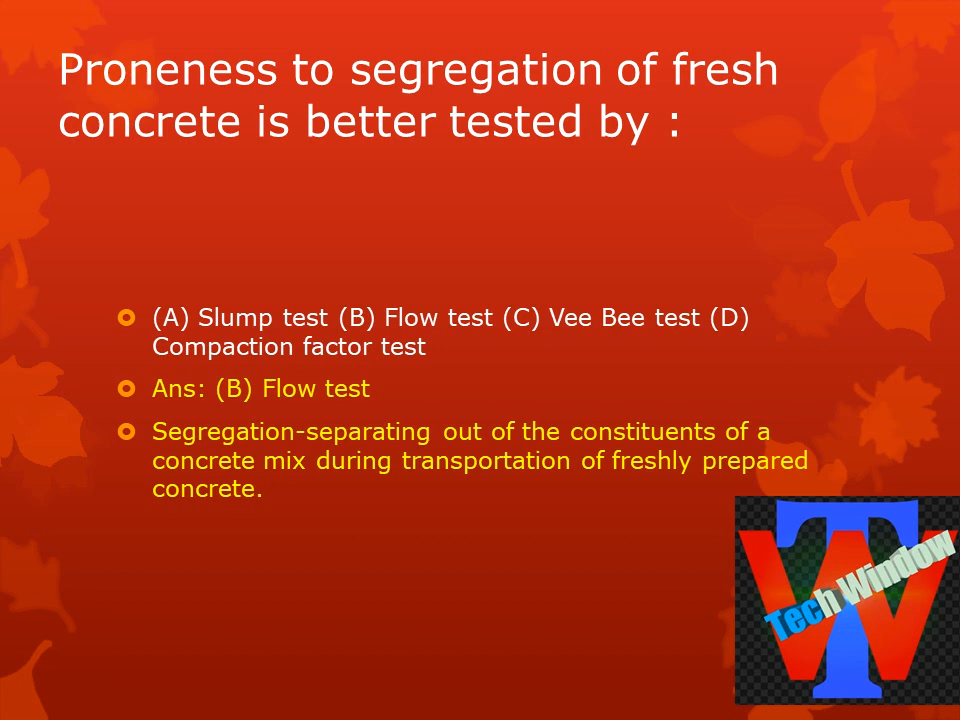 Proneness to segregation of fresh
concrete is better tested by :
(A) Slump test (B) Flow test (C) Vee Bee test (D)
Compaction factor test
Ans: (B) Flow test
Segregation-separating out of the constituents of a
concrete mix during transportation of freshly prepared
concrete.
TW
Tech Window